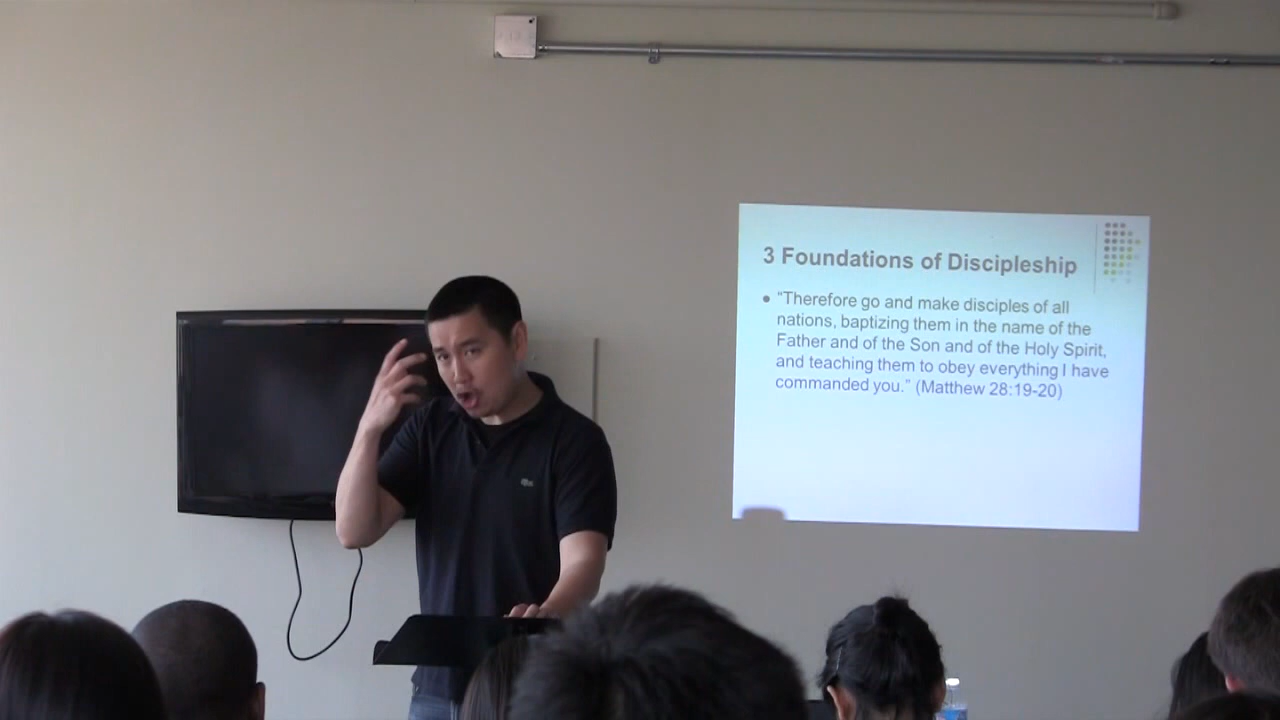 3 Foundations of Discipleship
• “Therefore go and make disciples of all
nations, baptizing them in the name of the
Father and of the Son and of the Holy Spirit,
and teaching them to obey everything I have
commanded you.” (Matthew 28:19-20)